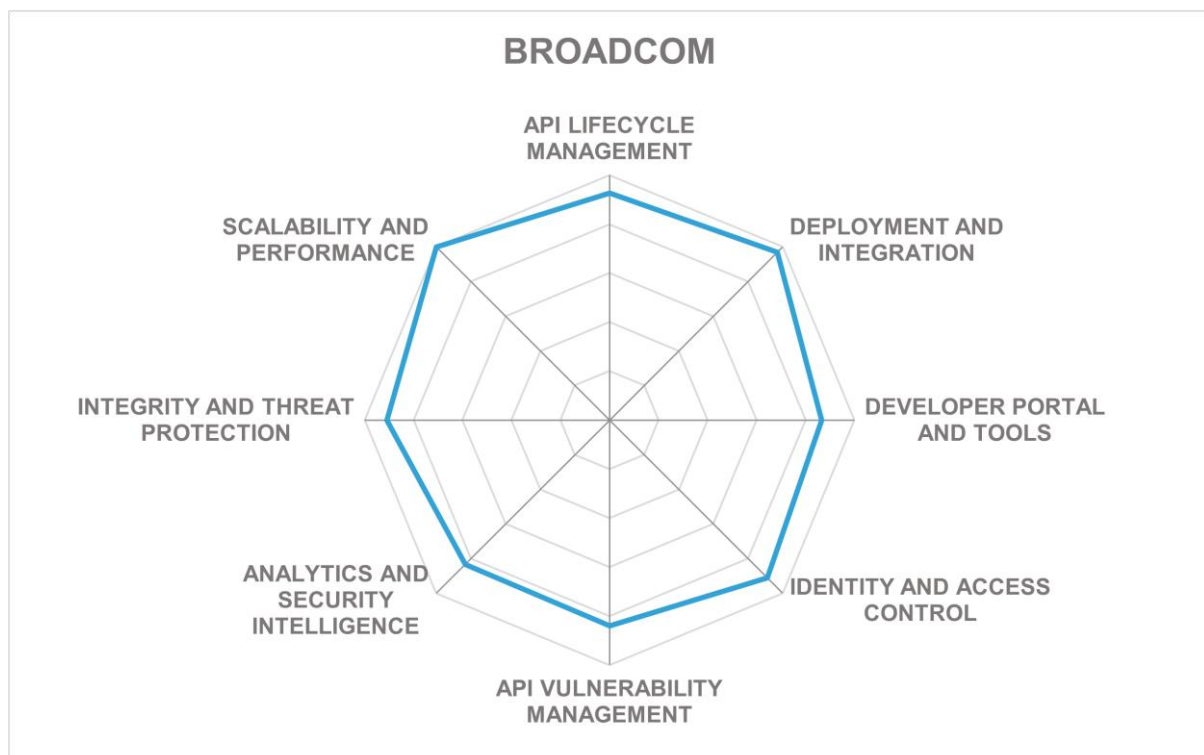 BROADCOM
API LIFECYCLE
MANAGEMENT
SCALABILITY AND
PERFORMANCE
DEPLOYMENT AND
INTEGRATION
INTEGRITY AND THREAT
PROTECTION
DEVELOPER PORTAL
AND TOOLS
ANALYTICS AND
SECURITY
INTELLIGENCE
IDENTITY AND ACCESS
CONTROL
API VULNERABILITY
MANAGEMENT